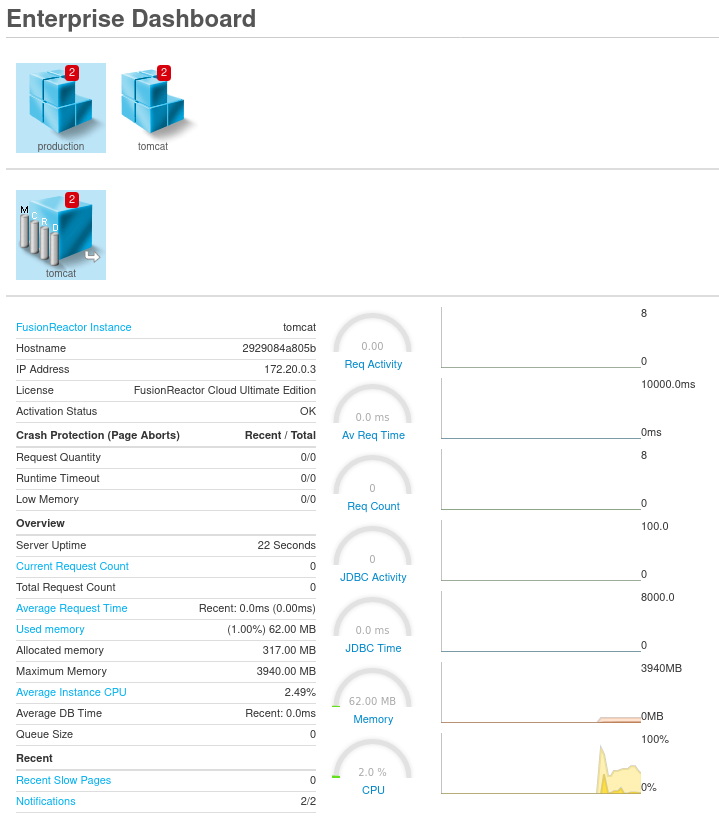 Enterprise Dashboard
2 2
production tomcat
2
M C R D
tomcat
FusionReactor Instance tomcat
Hostname 2929084a805b
IP Address 172.20.0.3
License FusionReactor Cloud Ultimate Edition
Activation Status OK
Crash Protection (Page Aborts) Recent / Total
Request Quantity 0/0
Runtime Timeout 0/0
Low Memory 0/0
Overview
Server Uptime 22 Seconds
Current Request Count 0
Total Request Count 0
Average Request Time Recent: 0.0ms (0.00ms)
Used memory (1.00%) 62.00 MB
Allocated memory 317.00 MB
Maximum Memory 3940.00 MB
Average Instance CPU 2.49%
Average DB Time Recent: 0.0ms
Queue Size 0
Recent
Recent Slow Pages 0
Notifications 2/2
0.00
Req Activity
8
0
0.0 ms
Av Req Time
10000.0ms
0ms
0
Req Count
8
0
0
JDBC Activity
100.0
0
0.0 ms
JDBC Time
8000.0
0
62.00 MB
Memory
3940MB
0MB
2.0 %
CPU
100%
0%